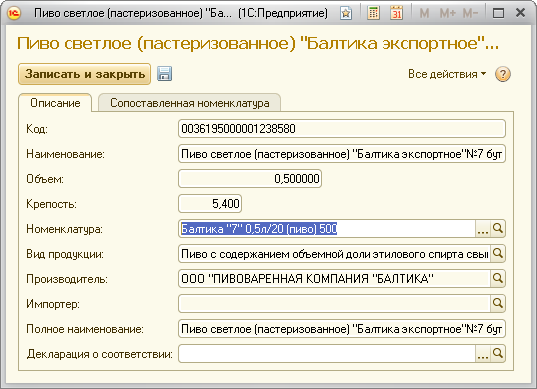 Пиво светлое (пастеризованное) "Ба... (1С:Предприятие) 31 M M+ M-
Пиво светлое (пастеризованное) "Балтика экспортное"...
Записать и закрыть Все действия ?
Описание Сопоставленная номенклатура
Код: 0036195000001238580
Наименование: Пиво светлое (пастеризованное) "Балтика экспортное"№7 бут
Объем: 0,500000
Крепость: 5,400
Номенклатура: Балтика "7" 0,5л/20 (пиво) 500 ...
Вид продукции: Пиво с содержанием объемной доли этилового спирта свы
Производитель: ООО "ПИВОВАРЕННАЯ КОМПАНИЯ "БАЛТИКА"
Импортер:
Полное наименование: Пиво светлое (пастеризованное) "Балтика экспортное"№7 бут
Декларация о соответствии: ...